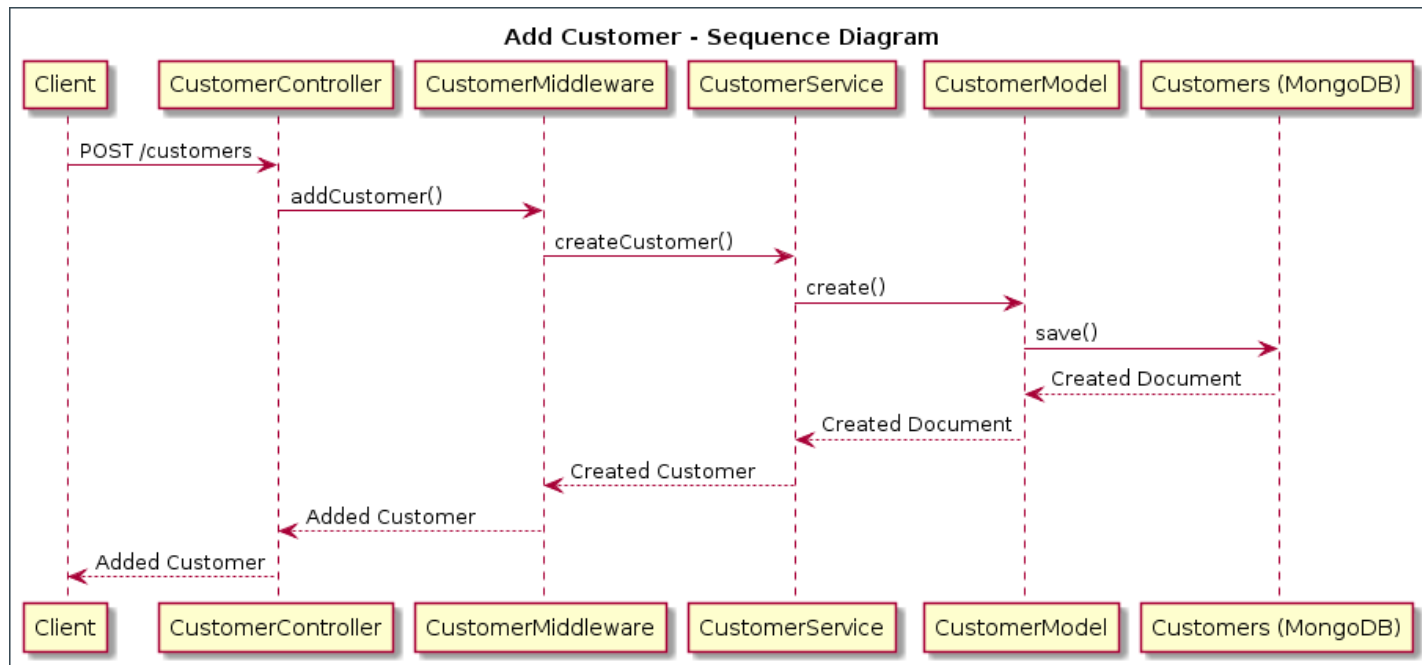 Add Customer - Sequence Diagram
Client CustomerController CustomerMiddleware CustomerService CustomerModel Customers (MongoDB)
POST /customers
addCustomer()
createCustomer()
create()
save()
Created Document
Created Document
Created Customer
Added Customer
Added Customer
Client CustomerController CustomerMiddleware CustomerService CustomerModel Customers (MongoDB)